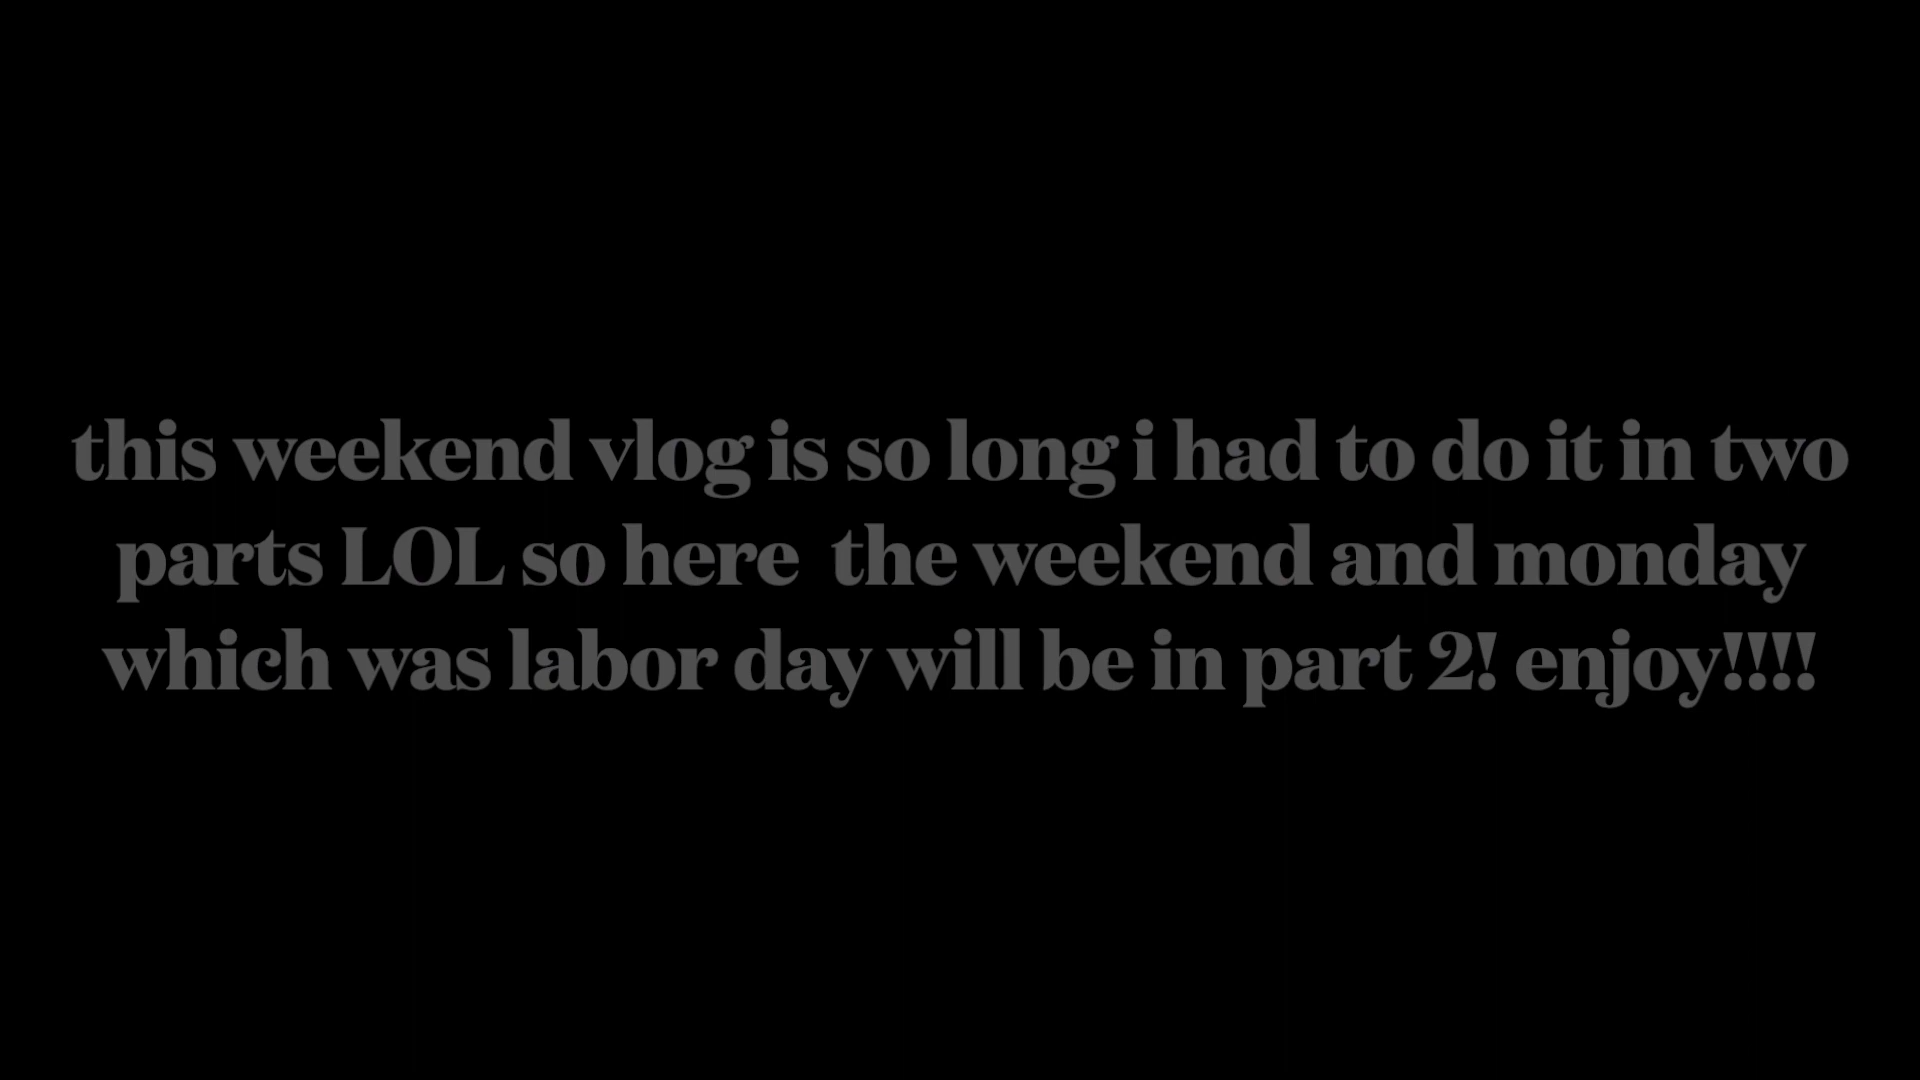 this weekend vlog is so long i had to do it in two
parts LOL so here  the weekend and monday
which was labor day will be in part 2! enjoy!!!!